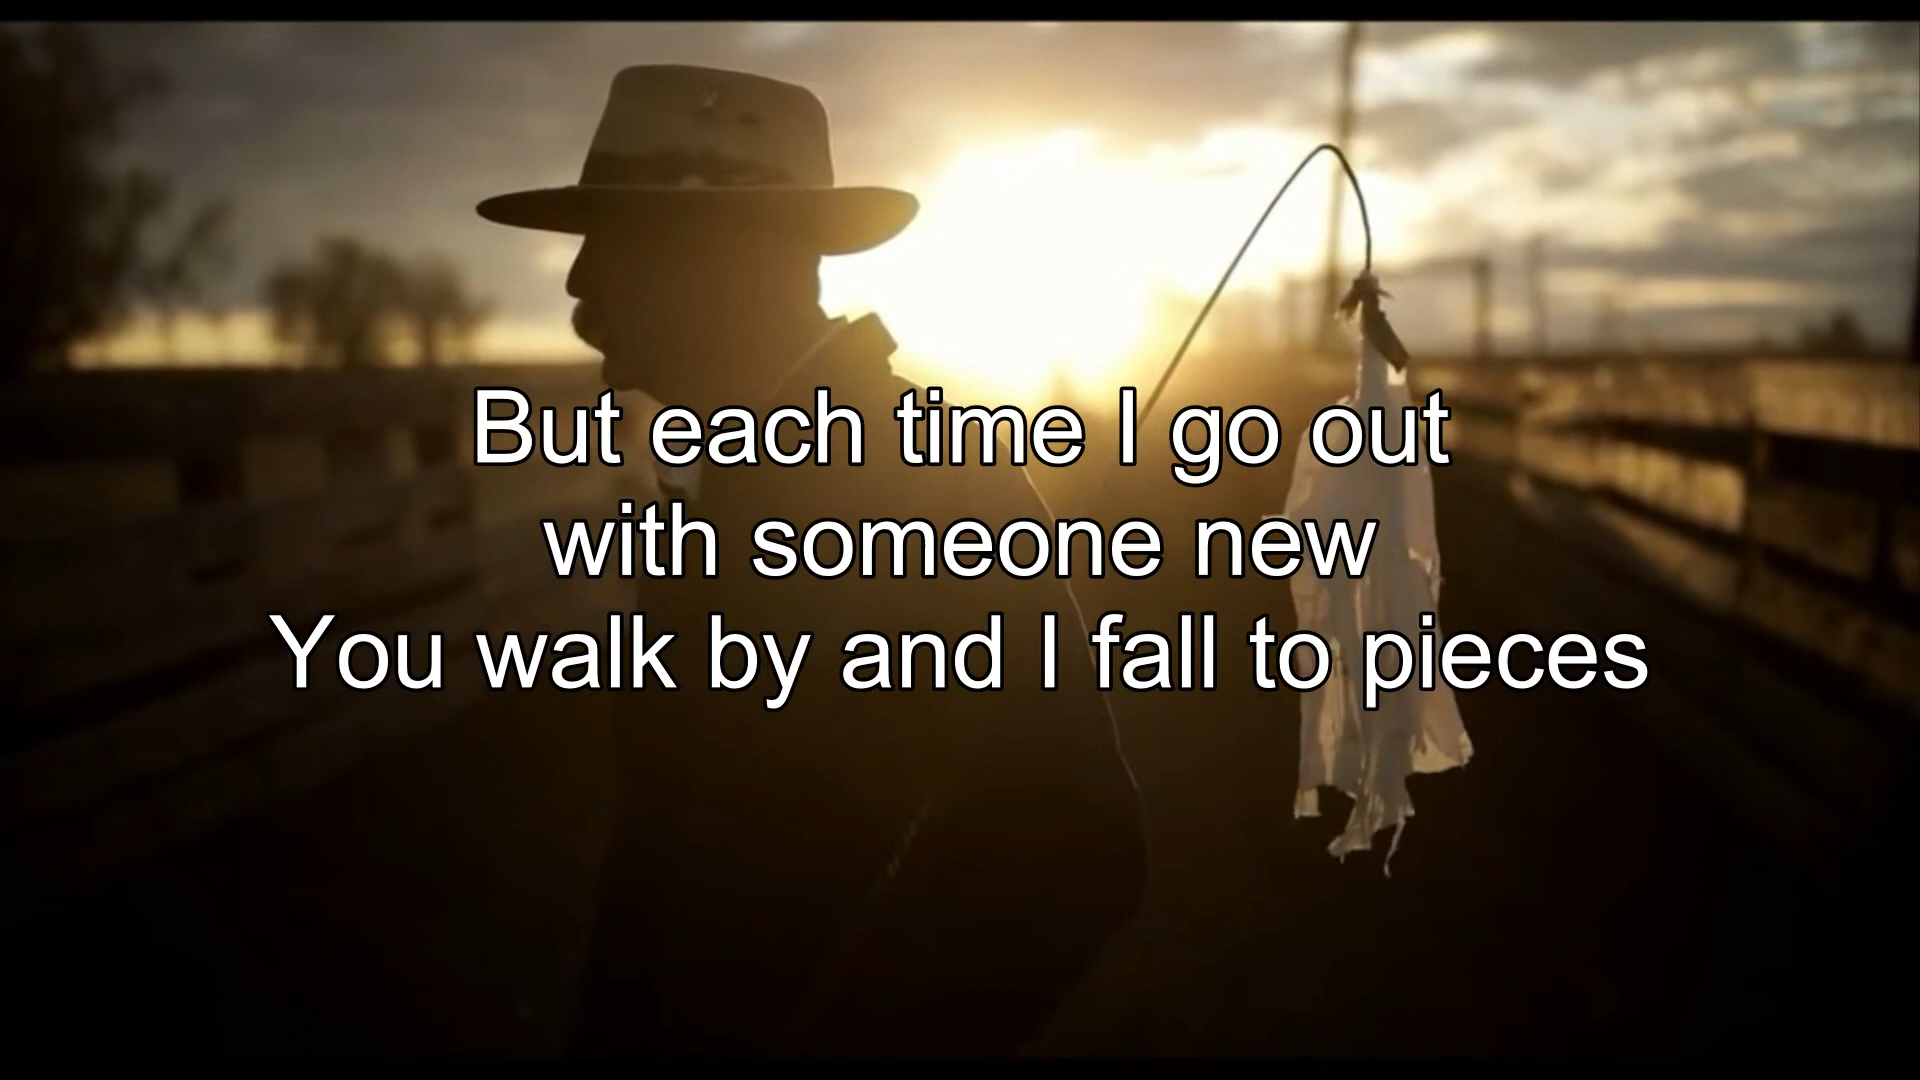 But each time I go out
with someone new
You walk by and I fall to pieces